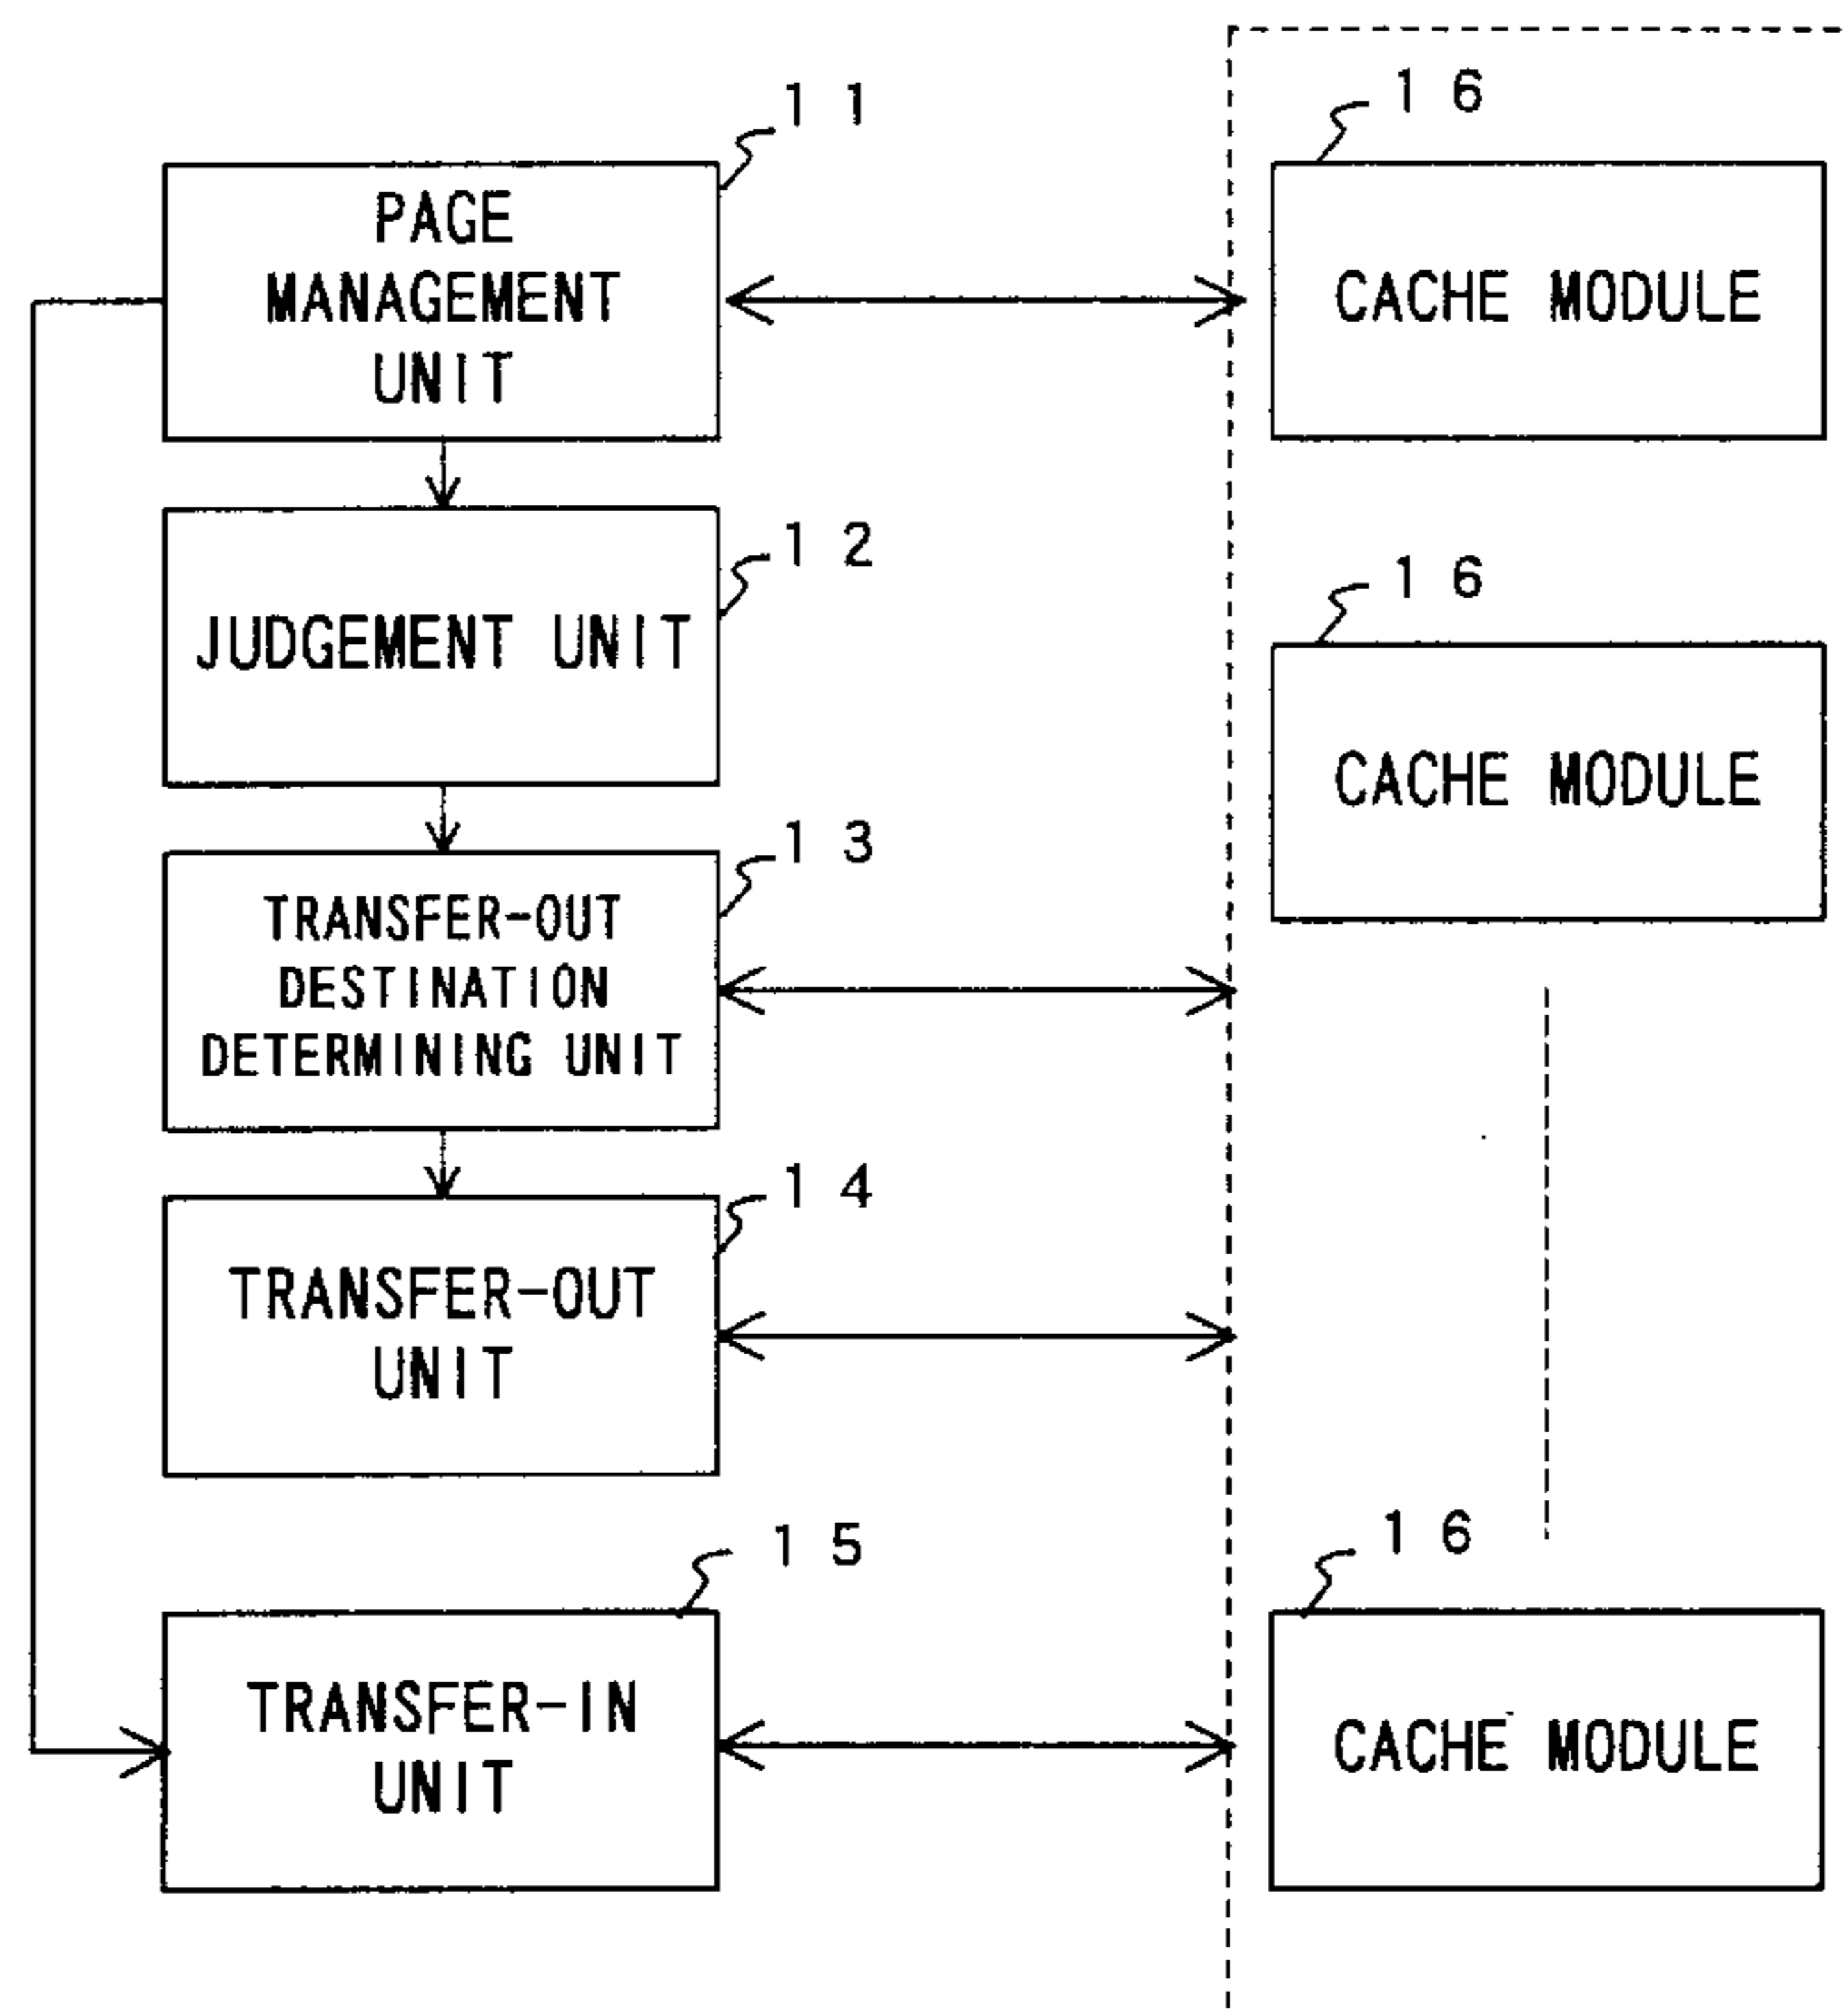 11
PAGE
MANAGEMENT
UNIT
16
CACHE MODULE
12
JUDGEMENT UNIT
16
CACHE MODULE
13
TRANSFER-OUT
DESTINATION
DETERMINING UNIT
14
TRANSFER-OUT
UNIT
15
TRANSFER-IN
UNIT
16
CACHE MODULE